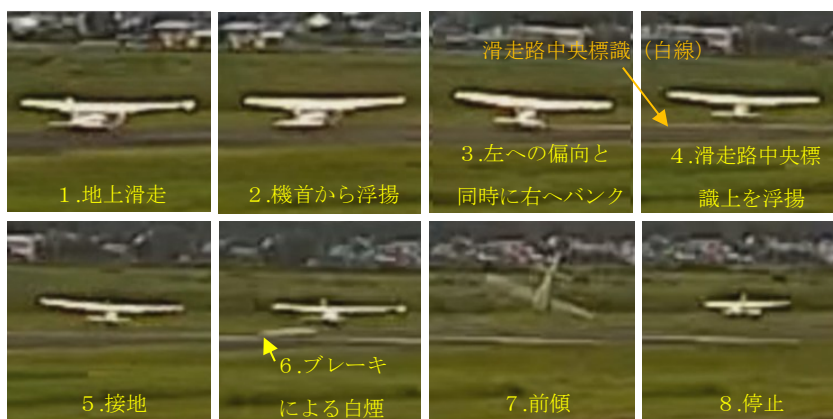 滑走路中央標識（白線）
１.地上滑走
２.機首から浮揚
３.左への偏向と
同時に右へバンク
４.滑走路中央標
識上を浮揚
５.接地
６.ブレーキ
による白煙
７.前傾
８.停止